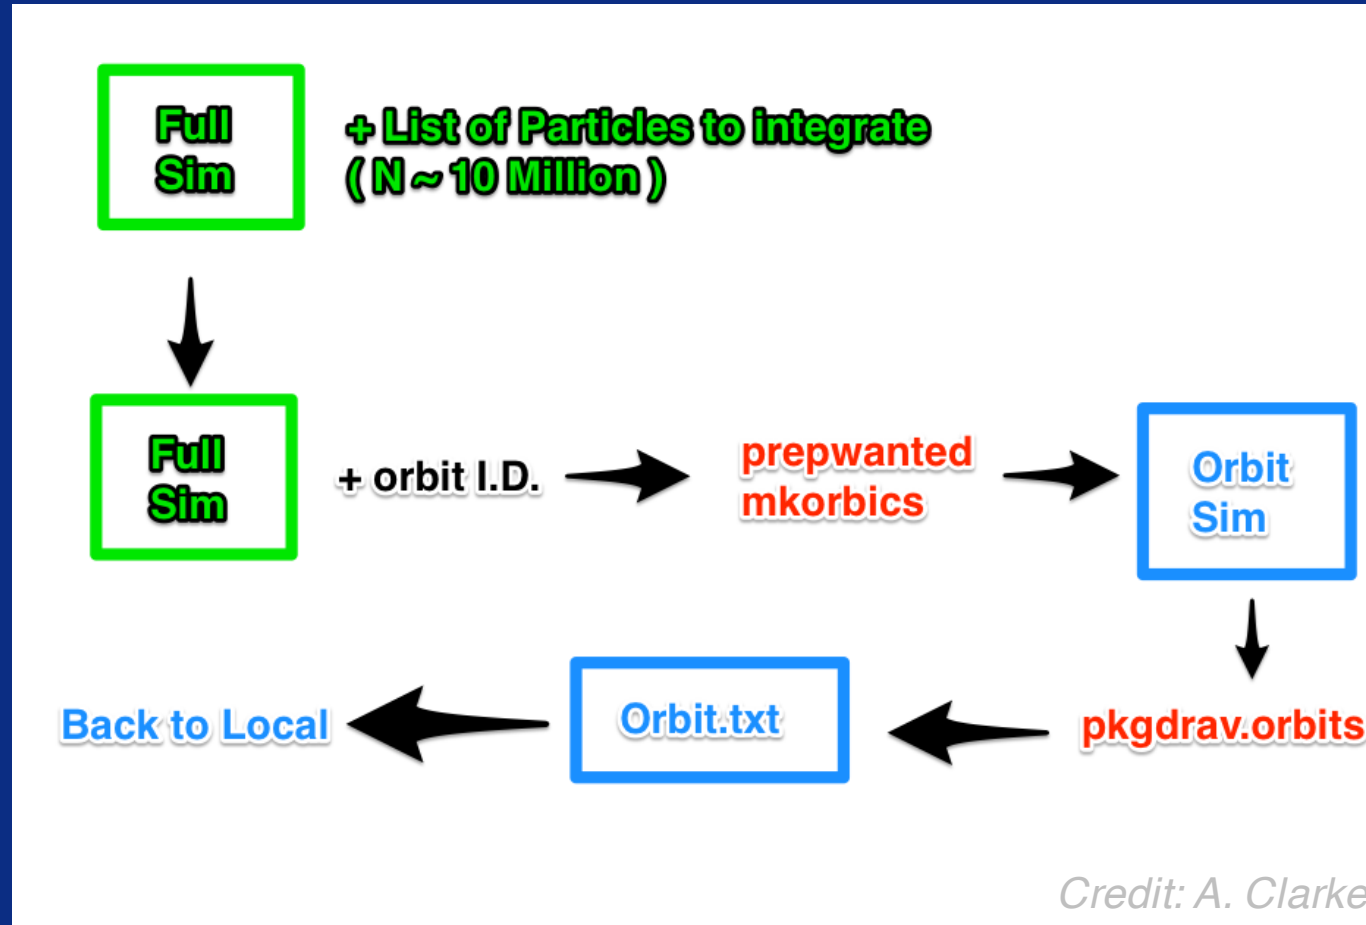 Full
Sim
+ List of Particles to integrate
( N ~ 10 Million )
Full
Sim
+ orbit I.D.
prepwanted
mkorbics
Orbit
Sim
Back to Local
Orbit.txt
pkgdrav.orbits
Credit: A. Clarke